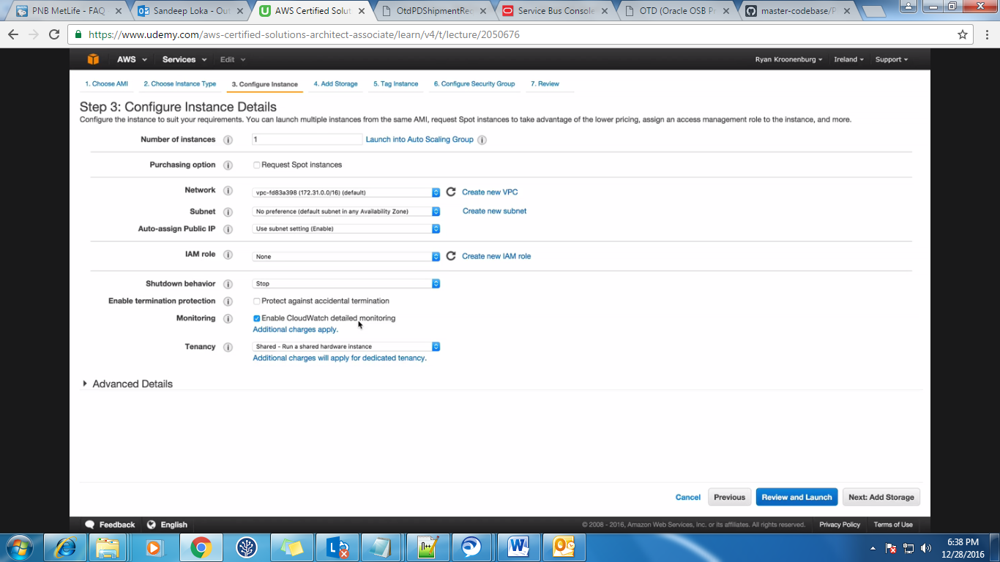 PNB MetLife - FAQ
Sandeep Loka - Out
AWS Certified Solut
OtdPDShipmentRe
Service Bus Console
OTD (Oracle OSB P
master-codebase/P
https://www.udemy.com/aws-certified-solutions-architect-associate/learn/v4/t/lecture/2050676
AWS Services Edit Ryan Kroonenburg Ireland Support
1. Choose AMI 2. Choose Instance Type 3. Configure Instance 4. Add Storage 5. Tag Instance 6. Configure Security Group 7. Review
Step 3: Configure Instance Details
Configure the instance to suit your requirements. You can launch multiple instances from the same AMI, request Spot instances to take advantage of the lower pricing, assign an access management role to the instance, and more.
Number of instances 1 Launch into Auto Scaling Group
Purchasing option Request Spot instances
Network vpc-fd83a398 (172.31.0.0/16) (default) Create new VPC
Subnet No preference (default subnet in any Availability Zone) Create new subnet
Auto-assign Public IP Use subnet setting (Enable)
IAM role None Create new IAM role
Shutdown behavior Stop
Enable termination protection Protect against accidental termination
Monitoring Enable CloudWatch detailed monitoring
Additional charges apply.
Tenancy Shared - Run a shared hardware instance
Additional charges will apply for dedicated tenancy.
Advanced Details
Cancel Previous Review and Launch Next: Add Storage
Feedback English © 2008 - 2016, Amazon Web Services, Inc. or its affiliates. All rights reserved. Privacy Policy Terms of Use
6:38 PM
12/28/2016